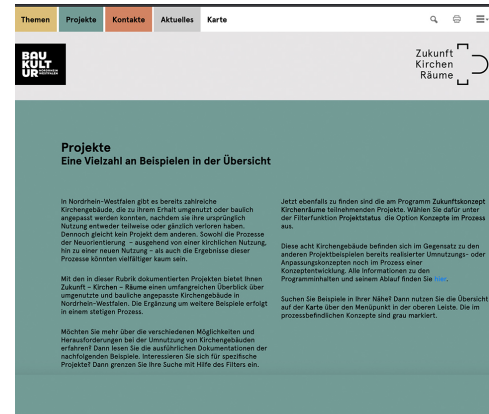 Themen
Projekte
Kontakte
Aktuelles
Karte
BAU
KULT
UR NORDRHEIN
WESTFALEN
Zukunft
Kirchen
Räume
Projekte
Eine Vielzahl an Beispielen in der Übersicht
In Nordrhein-Westfalen gibt es bereits zahlreiche
Kirchengebäude, die zu ihrem Erhalt umgenutzt oder baulich
angepasst werden konnten, nachdem sie ihre ursprünglich
Nutzung entweder teilweise oder gänzlich verloren haben.
Dennoch gleicht kein Projekt dem anderen. Sowohl die Prozesse
der Neuorientierung – ausgehend von einer kirchlichen Nutzung,
hin zu einer neuen Nutzung – als auch die Ergebnisse dieser
Prozesse könnten vielfältiger kaum sein.
Mit den in dieser Rubrik dokumentierten Projekten bietet Ihnen
Zukunft – Kirchen – Räume einen umfangreichen Überblick über
umgenutzte und bauliche angepasste Kirchengebäude in
Nordrhein-Westfalen. Die Ergänzung um weitere Beispiele erfolgt
in einem stetigen Prozess.
Möchten Sie mehr über die verschiedenen Möglichkeiten und
Herausforderungen bei der Umnutzung von Kirchengebäuden
erfahren? Dann lesen Sie die ausführlichen Dokumentationen der
nachfolgenden Beispiele. Interessieren Sie sich für spezifische
Projekte? Dann grenzen Sie Ihre Suche mit Hilfe des Filters ein.
Jetzt ebenfalls zu finden sind die am Programm Zukunftskonzept
Kirchenräume teilnehmenden Projekte. Wählen Sie dafür unter
der Filterfunktion Projektstatus die Option Konzepte im Prozess
aus.
Diese acht Kirchengebäude befinden sich im Gegensatz zu den
anderen Projektbeispielen bereits realisierter Umnutzungs- oder
Anpassungskonzepten noch im Prozess einer
Konzeptentwicklung. Alle Informationen zu den
Programminhalten und seinem Ablauf finden Sie hier.
Suchen Sie Beispiele in Ihrer Nähe? Dann nutzen Sie die Übersicht
auf der Karte über den Menüpunkt in der oberen Leiste. Die im
prozessbefindlichen Konzepte sind grau markiert.